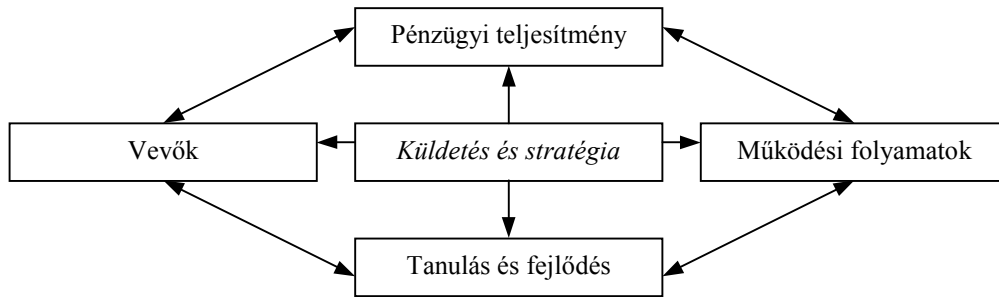 Pénzügyi teljesítmény
Vevők
Küldetés és stratégia
Működési folyamatok
Tanulás és fejlődés